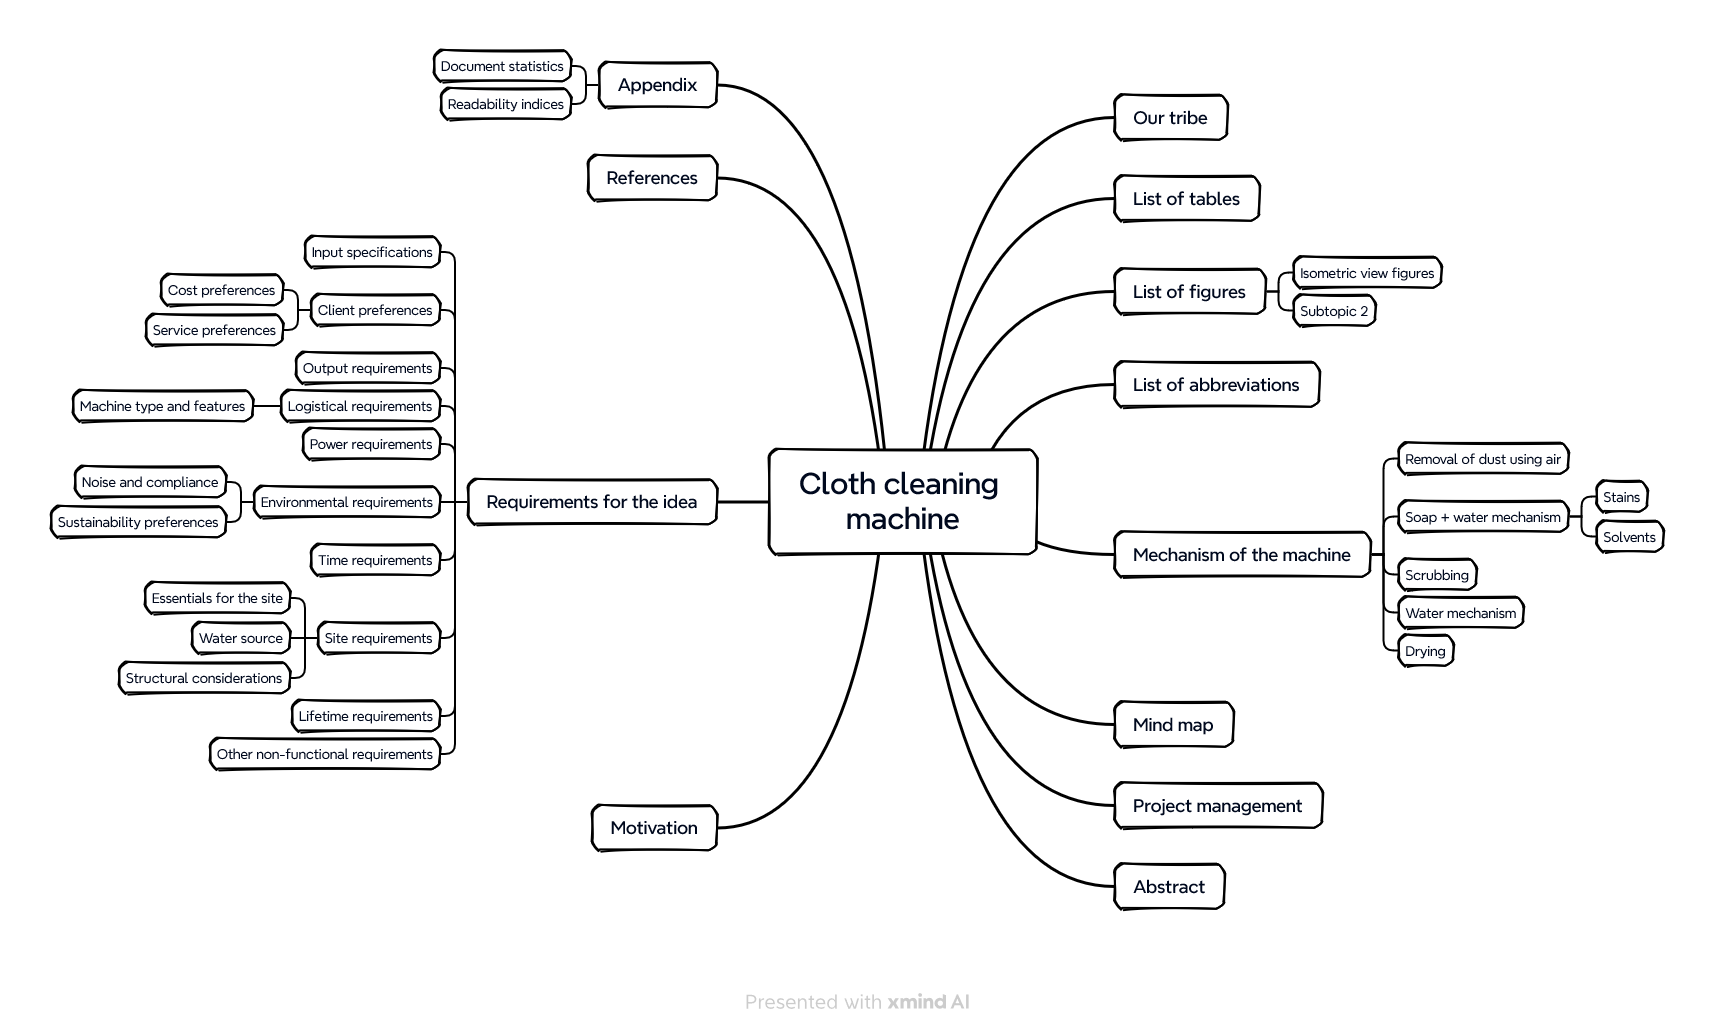 Document statistics
Readability indices
Appendix
References
Input specifications
Cost preferences
Service preferences
Client preferences
Output requirements
Machine type and features
Logistical requirements
Power requirements
Noise and compliance
Sustainability preferences
Environmental requirements
Requirements for the idea
Time requirements
Essentials for the site
Water source
Structural considerations
Site requirements
Lifetime requirements
Other non-functional requirements
Motivation
Cloth cleaning
machine
Our tribe
List of tables
List of figures
Isometric view figures
Subtopic 2
List of abbreviations
Mechanism of the machine
Removal of dust using air
Soap + water mechanism
Stains
Solvents
Scrubbing
Water mechanism
Drying
Mind map
Project management
Abstract
Presented with xmind AI